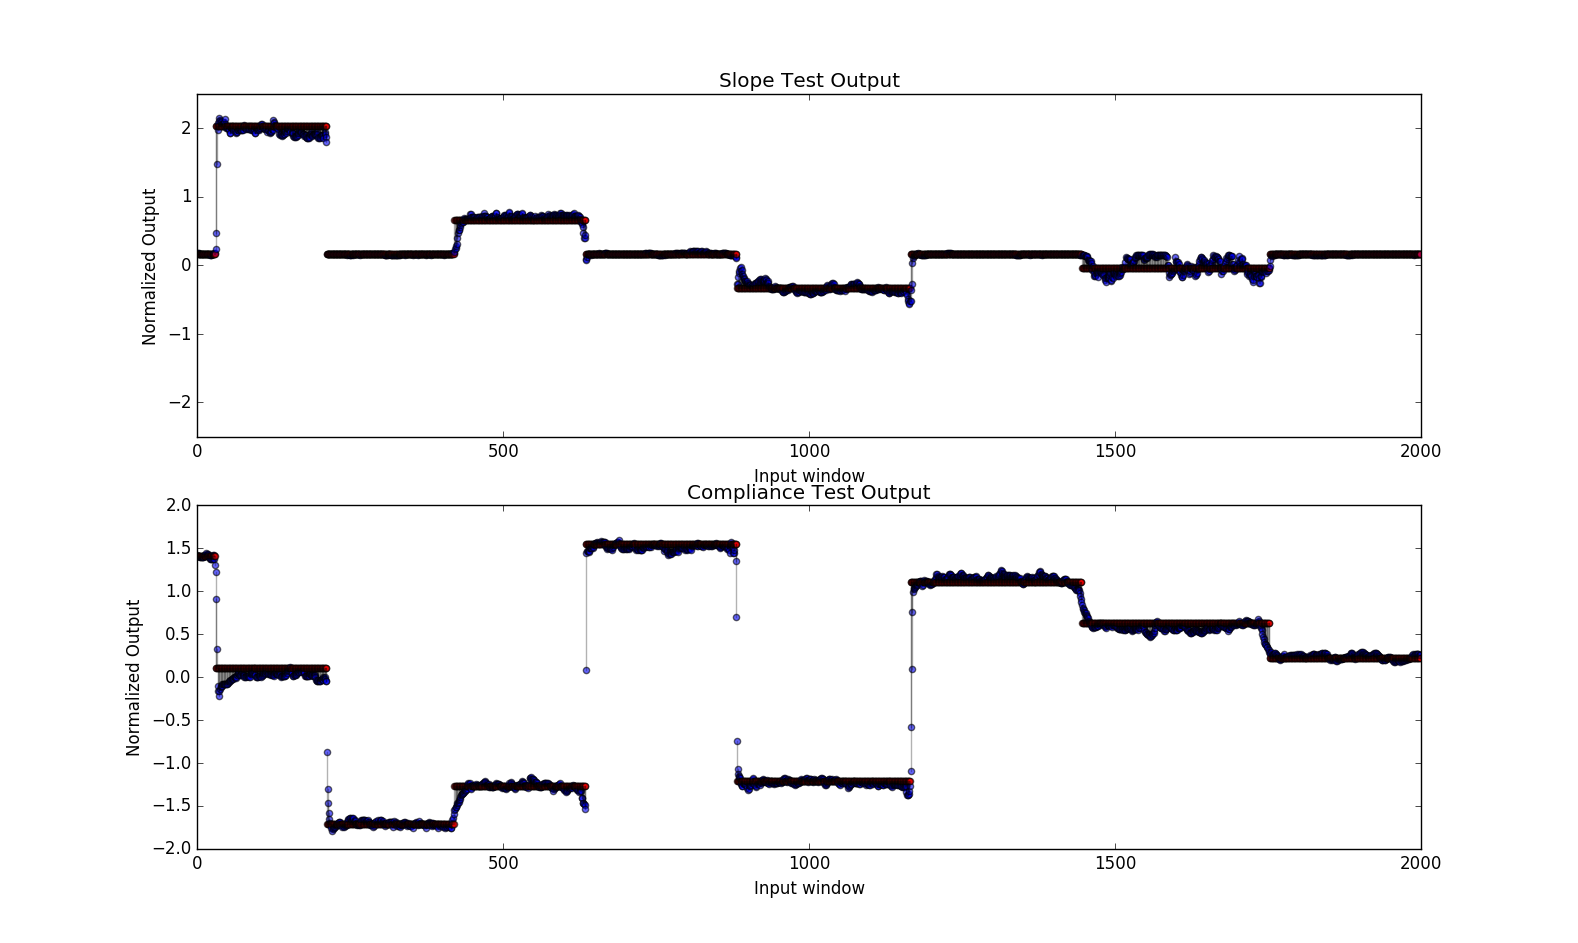 Slope Test Output
Normalized Output
2
1
0
−1
−2
0 500 1000 1500 2000
Input window
Compliance Test Output
Normalized Output
2.0
1.5
1.0
0.5
0.0
−0.5
−1.0
−1.5
−2.0
0 500 1000 1500 2000
Input window